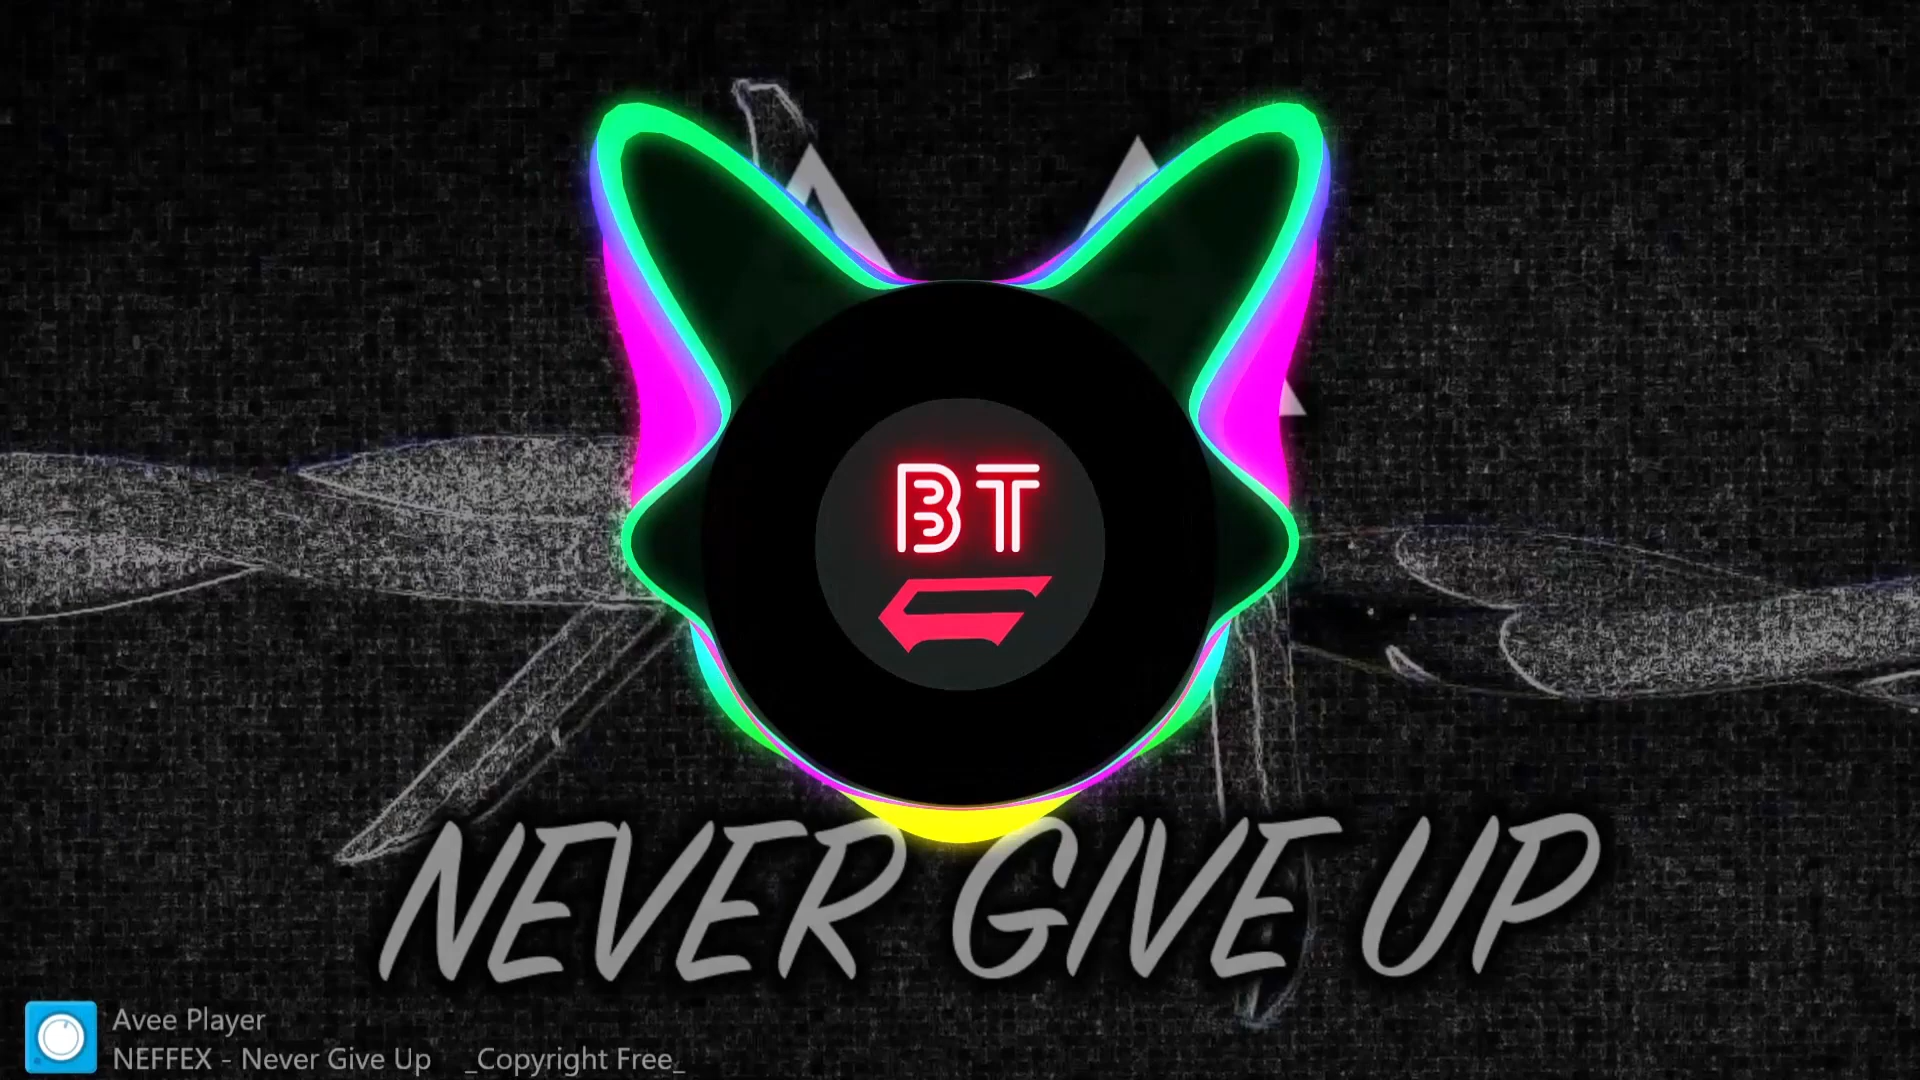 BT
NEVER GIVE UP
Avee Player
NEFFEX - Never Give Up _Copyright Free_